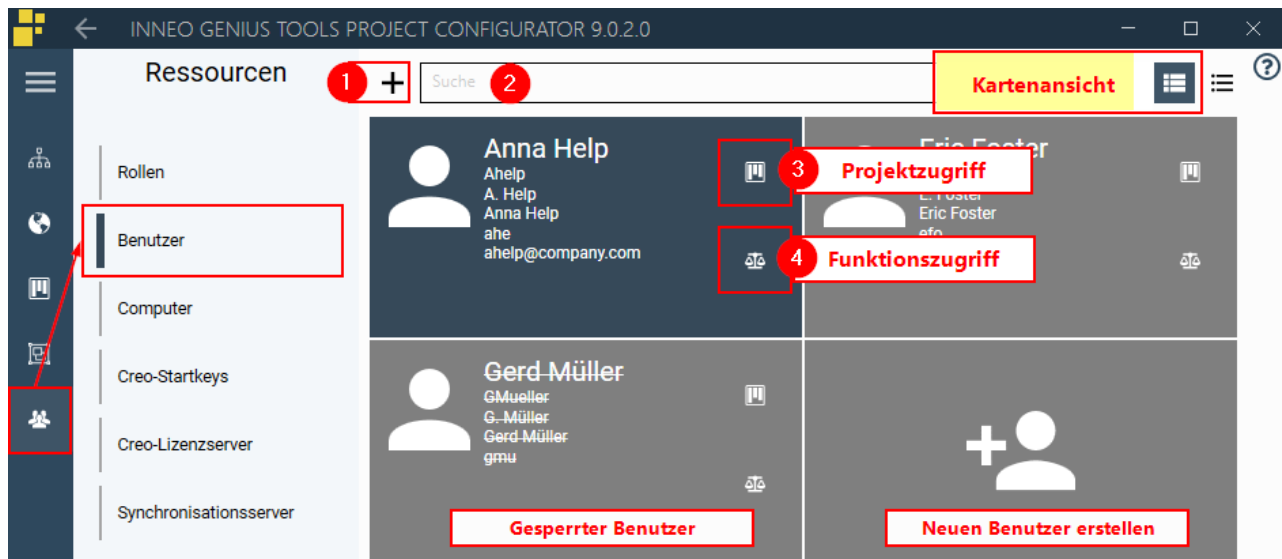 INNEO GENIUS TOOLS PROJECT CONFIGURATOR 9.0.2.0
Ressourcen
1
Suche
2
Kartenansicht
Rollen
Benutzer
Computer
Creo-Startkeys
Creo-Lizenzserver
Synchronisationsserver
Anna Help
Ahelp
A. Help
Anna Help
ahe
ahelp@company.com
3
Projektzugriff
4
Funktionszugriff
Eric Foster
E. Foster
Eric Foster
efo
Gerd Müller
GMueller
G. Müller
Gerd Müller
gmu
Gesperrter Benutzer
Neuen Benutzer erstellen